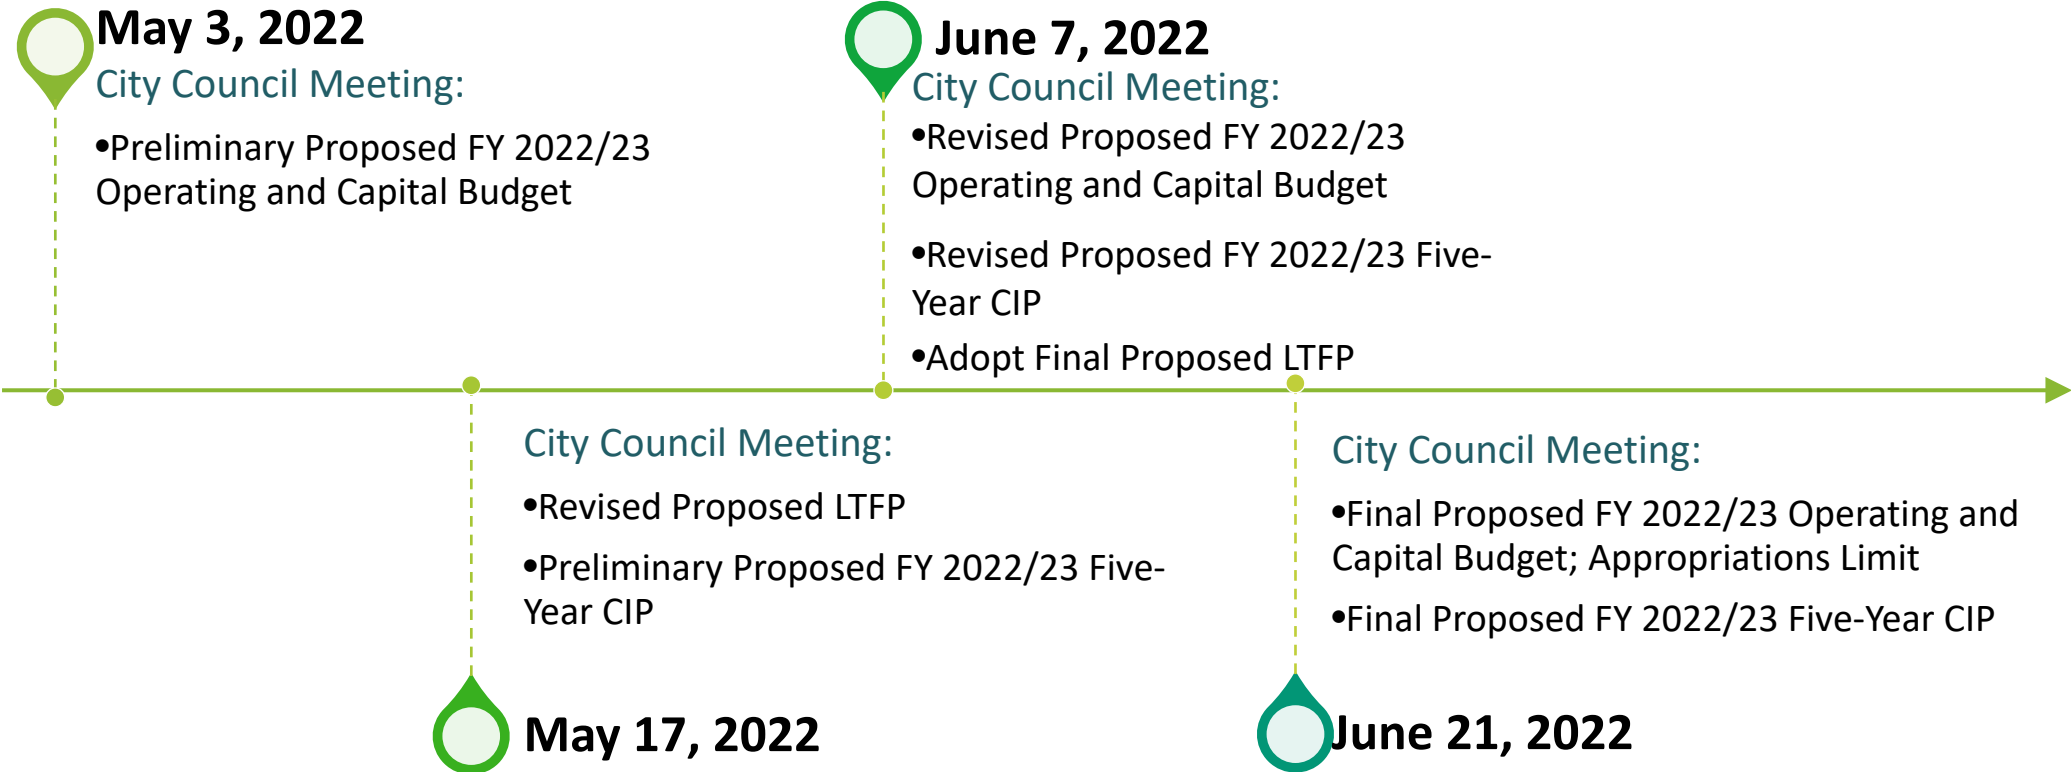 May 3, 2022
City Council Meeting:
•Preliminary Proposed FY 2022/23
Operating and Capital Budget
City Council Meeting:
•Revised Proposed LTFP
•Preliminary Proposed FY 2022/23 Five-
Year CIP
May 17, 2022
June 7, 2022
City Council Meeting:
•Revised Proposed FY 2022/23
Operating and Capital Budget
•Revised Proposed FY 2022/23 Five-
Year CIP
•Adopt Final Proposed LTFP
City Council Meeting:
•Final Proposed FY 2022/23 Operating and
Capital Budget; Appropriations Limit
•Final Proposed FY 2022/23 Five-Year CIP
June 21, 2022